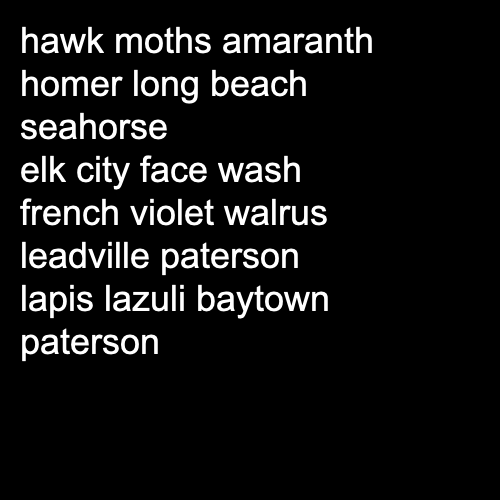 hawk moths amaranth
homer long beach
seahorse
elk city face wash
french violet walrus
leadville paterson
lapis lazuli baytown
paterson